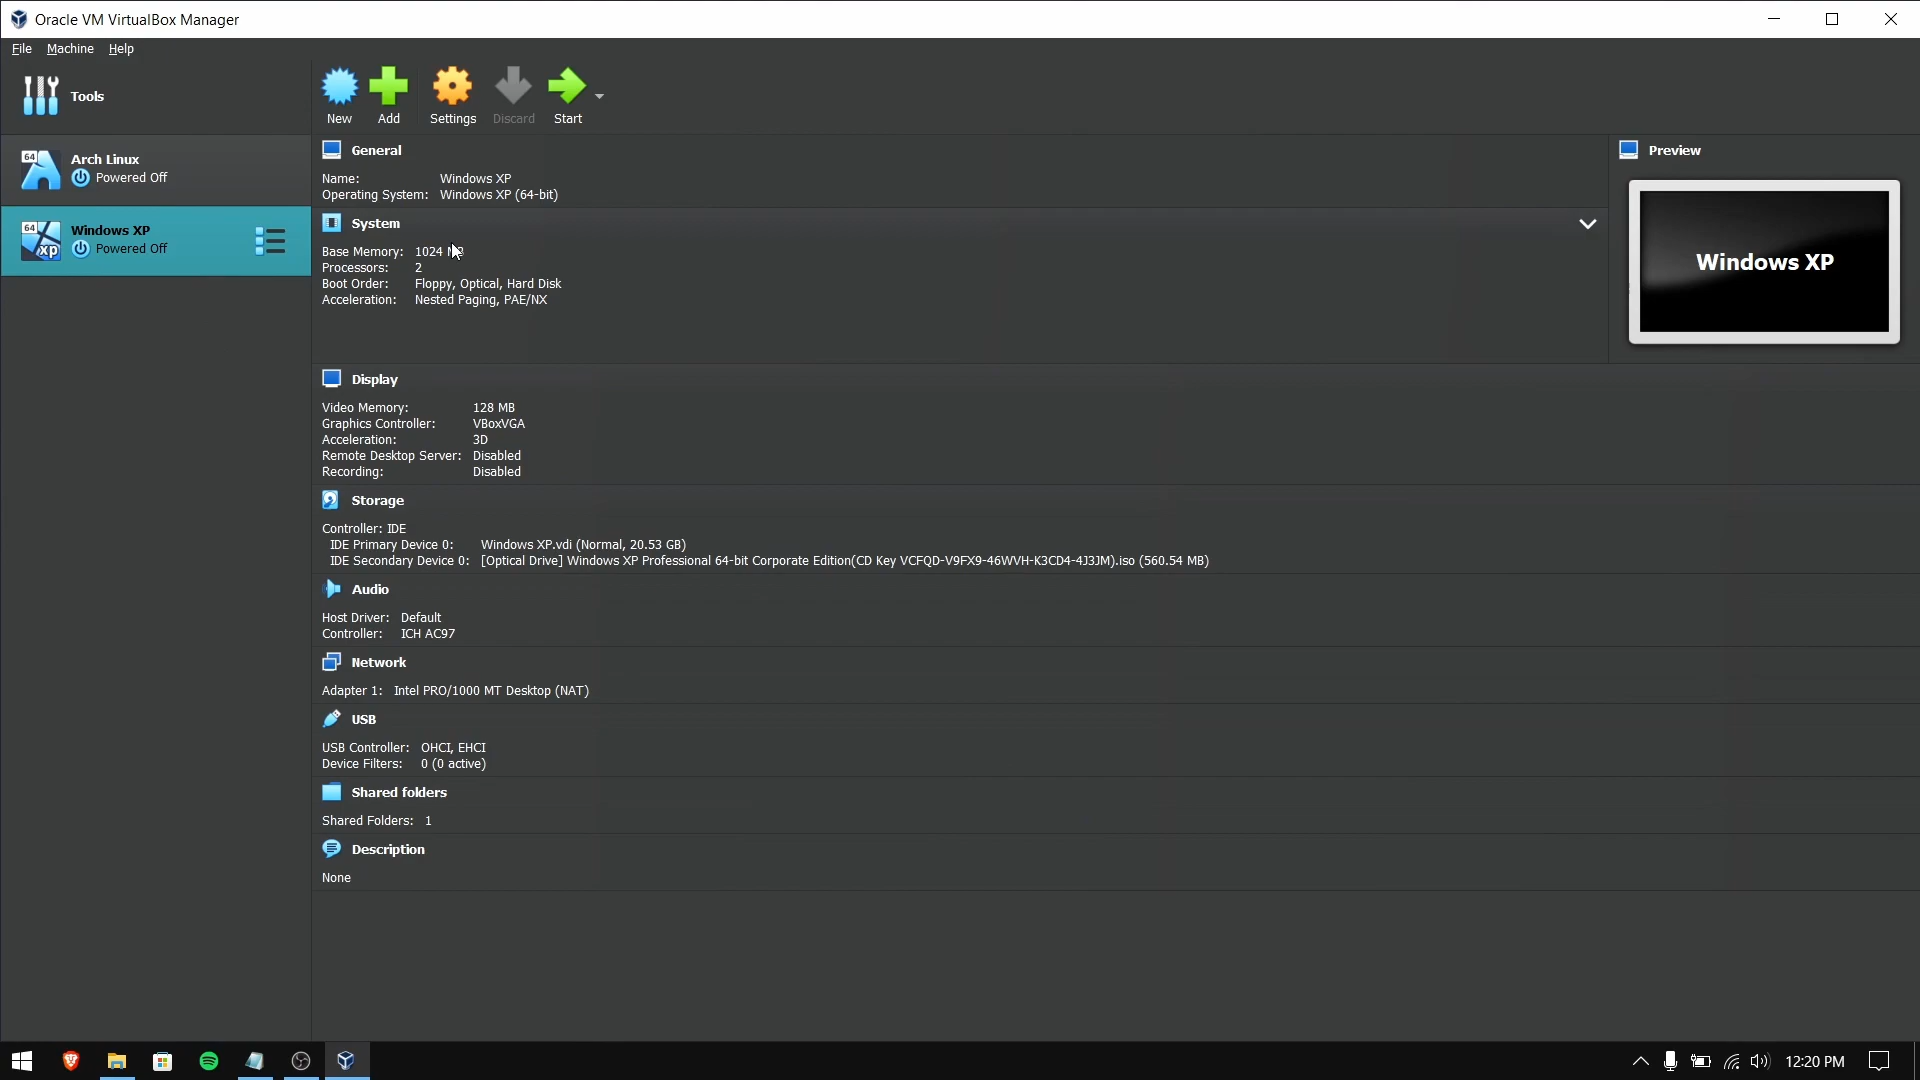 Oracle VM VirtualBox Manager
File Machine Help
Tools
New Add Settings Discard Start
64 Arch Linux
Powered Off
64 xp Windows XP
Powered Off
General
Name: Windows XP
Operating System: Windows XP (64-bit)
System
Base Memory: 1024
Processors: 2
Boot Order: Floppy, Optical, Hard Disk
Acceleration: Nested Paging, PAE/NX
Preview
Windows XP
Display
Video Memory: 128 MB
Graphics Controller: VBoxVGA
Acceleration: 3D
Remote Desktop Server: Disabled
Recording: Disabled
Storage
Controller: IDE
IDE Primary Device 0: Windows XP.vdi (Normal, 20.53 GB)
IDE Secondary Device 0: [Optical Drive] Windows XP Professional 64-bit Corporate Edition(CD Key VCFQD-V9FX9-46WVH-K3CD4-4J3JM).iso (560.54 MB)
Audio
Host Driver: Default
Controller: ICH AC97
Network
Adapter 1: Intel PRO/1000 MT Desktop (NAT)
USB
USB Controller: OHCI, EHCI
Device Filters: 0 (0 active)
Shared folders
Shared Folders: 1
Description
None
12:20 PM